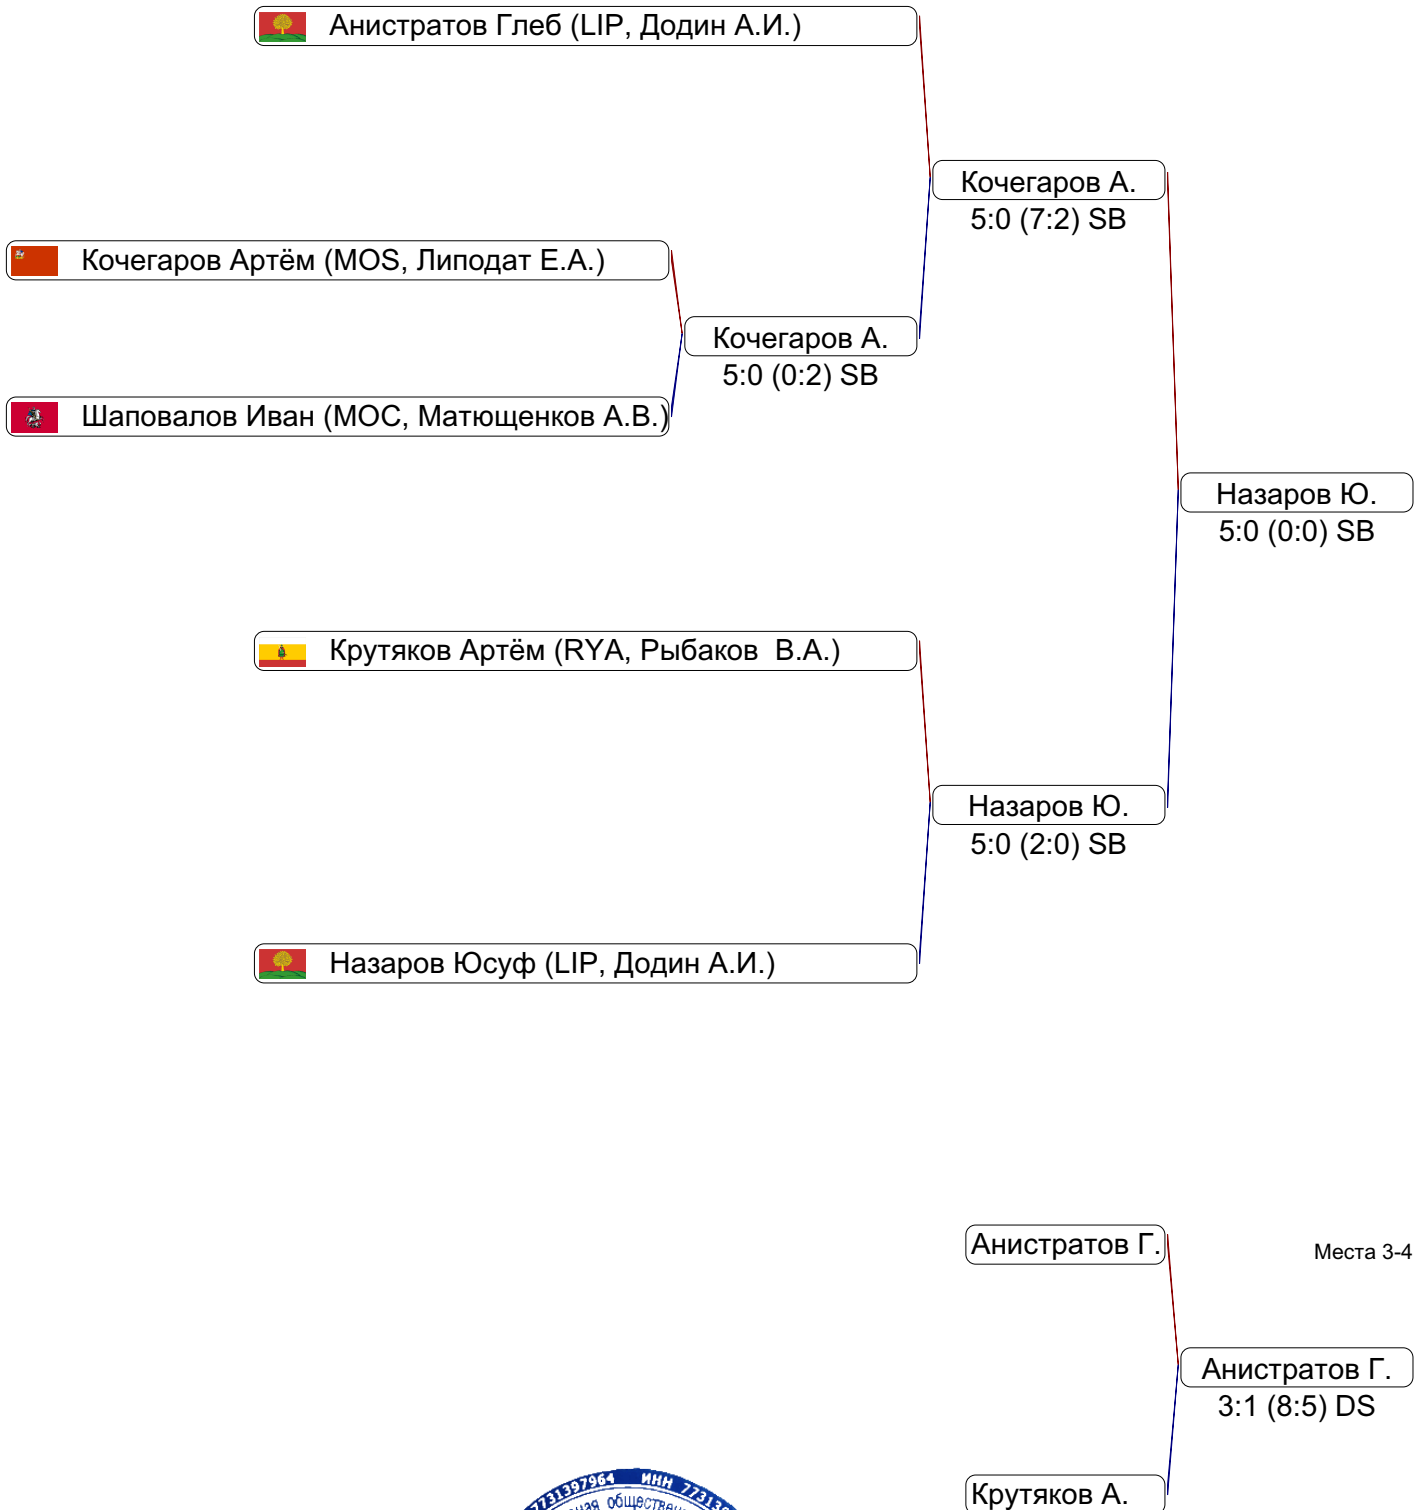 Анистратов Глеб (LIP, Додин А.И.)
Кочегаров А.
5:0 (7:2) SB
Кочегаров Артём (MOS, Липодат Е.А.)
Кочегаров А.
5:0 (0:2) SB
Шаповалов Иван (МОС, Матющенков А.В.)
Назаров Ю.
5:0 (0:0) SB
Крутяков Артём (RYA, Рыбаков  В.А.)
Назаров Ю.
5:0 (2:0) SB
Назаров Юсуф (LIP, Додин А.И.)
Анистратов Г.
Места 3-4
Анистратов Г.
3:1 (8:5) DS
Крутяков А.
7731397964 ИНН